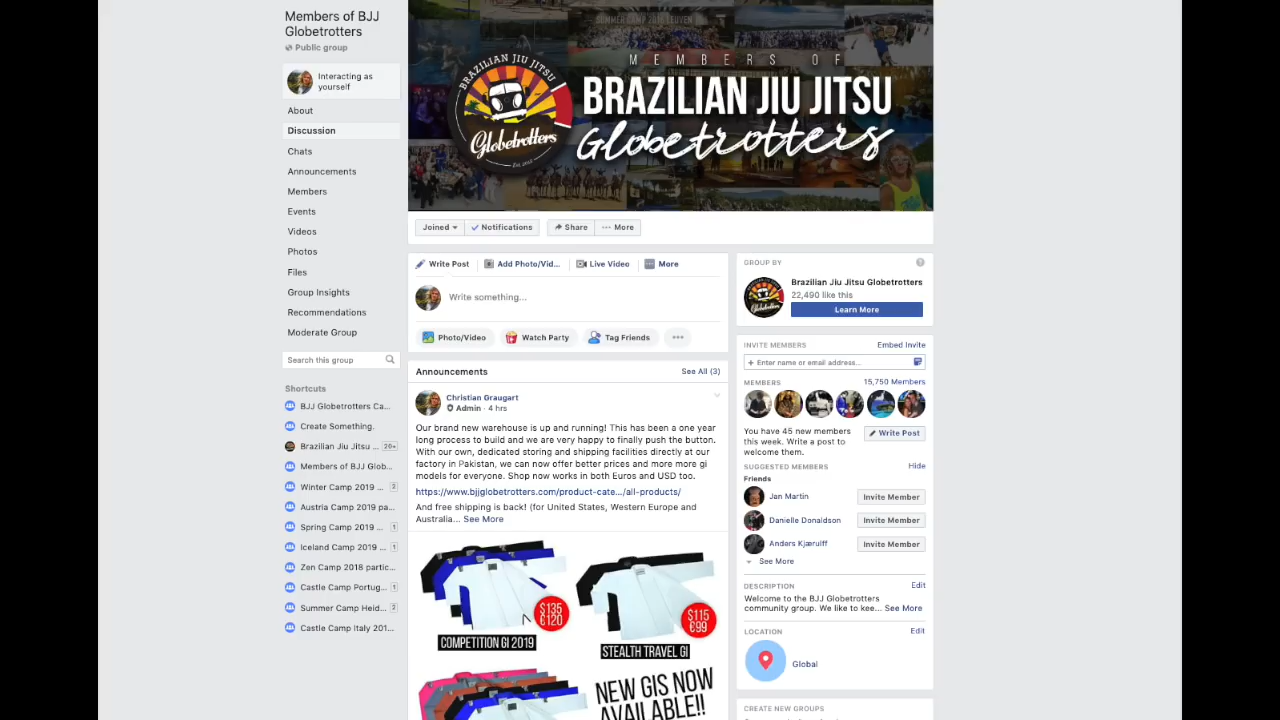 Members of BJJ
Globetrotters
Public group
Interacting as
yourself
About
Discussion
Chats
Announcements
Members
Events
Videos
Photos
Files
Group Insights
Recommendations
Moderate Group
Search this group
Shortcuts
BJJ Globetrotters Ca...
Create Something.
Brazilian Jiu Jitsu ... 20+
Members of BJJ Glob...
Winter Camp 2019 ... 2
Austria Camp 2019 pa...
Spring Camp 2019 ... 1
Iceland Camp 2019 ... 1
Zen Camp 2018 partic...
Castle Camp Portug... 1
Summer Camp Heid... 2
Castle Camp Italy 201...
MEMBERS OF
BRAZILIAN JIU JITSU
Globetrotters
BRAZILIAN JIU JITSU
Globetrotters
Joined
Notifications
Share
More
Write Post
Add Photo/Vid...
Live Video
More
Write something...
Photo/Video
Watch Party
Tag Friends
Announcements
See All (3)
Christian Graugart
Admin · 4 hrs
Our brand new warehouse is up and running! This has been a one year
long process to build and we are very happy to finally push the button.
With our own, dedicated storing and shipping facilities directly at our
factory in Pakistan, we can now offer better prices and more more gi
models for everyone. Shop now works in both Euros and USD too.
https://www.bjjglobetrotters.com/product-cate.../all-products/
And free shipping is back! (for United States, Western Europe and
Australia... See More
$135
€120
COMPETITION GI 2019
$115
€99
STEALTH TRAVEL GI
NEW GIS NOW
AVAILABLE!!
GROUP BY
Brazilian Jiu Jitsu Globetrotters
22,490 like this
Learn More
INVITE MEMBERS
Embed Invite
+ Enter name or email address...
MEMBERS
15,750 Members
You have 45 new members
this week. Write a post to
welcome them.
Write Post
SUGGESTED MEMBERS
Hide
Friends
Jan Martin
Invite Member
Danielle Donaldson
Invite Member
Anders Kjærulff
Invite Member
See More
DESCRIPTION
Edit
Welcome to the BJJ Globetrotters
community group. We like to kee... See More
LOCATION
Edit
Global
CREATE NEW GROUPS